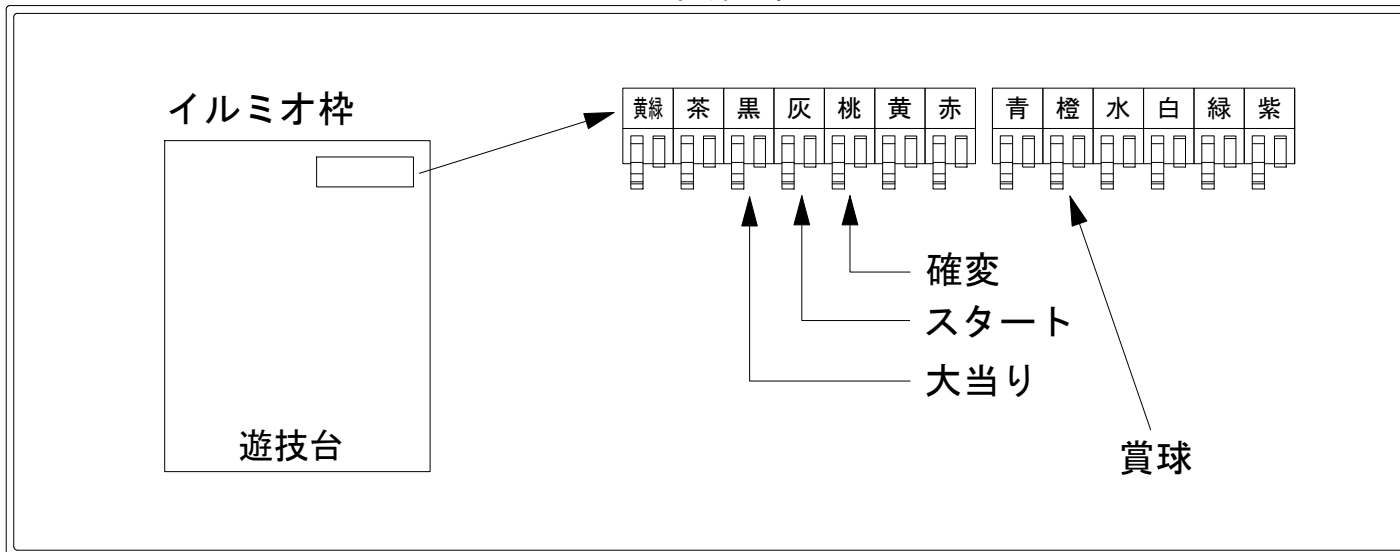 イルミオ枠
黄緑 茶 黒 灰 桃 黄 赤 青 橙 水 白 緑 紫
確変
スタート
大当り
遊技台
賞球